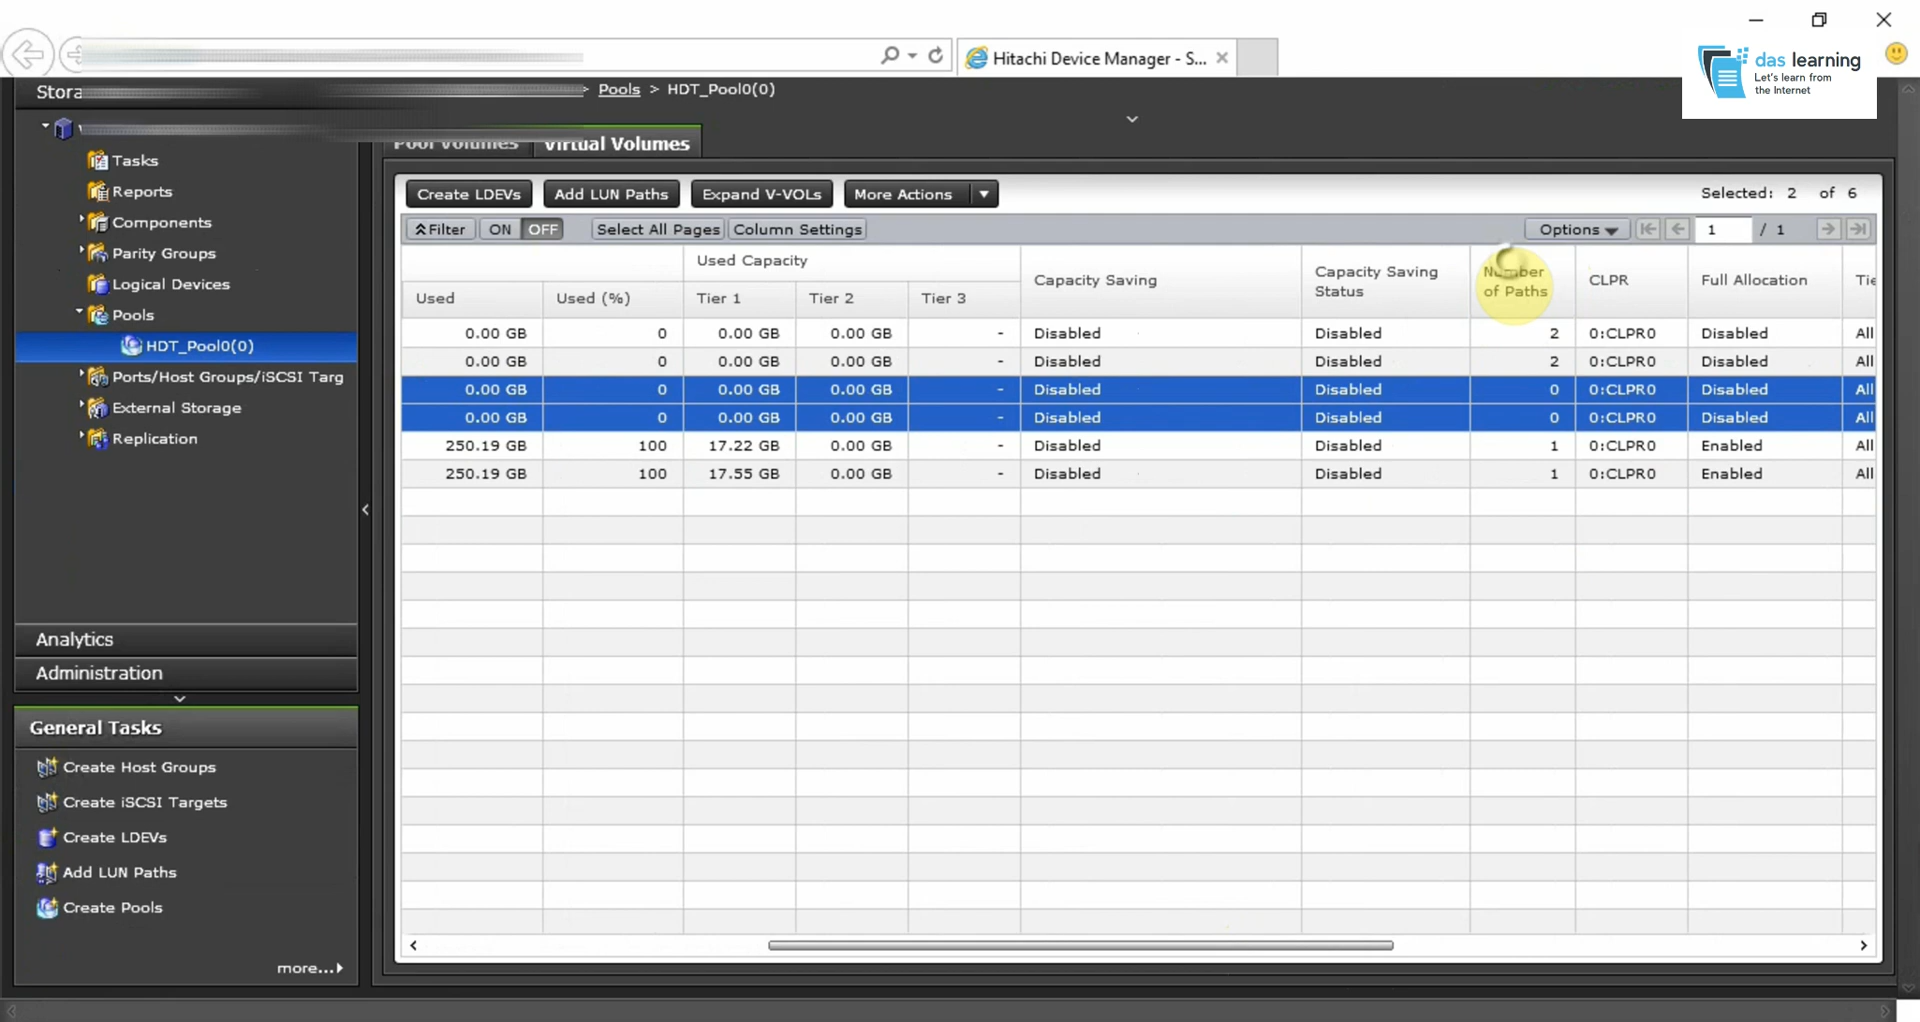 Hitachi Device Manager - S...
das learning
Let's learn from
the Internet
Stora
> Pools > HDT_Pool0(0)
Tasks
Reports
Components
Parity Groups
Logical Devices
Pools
HDT_Pool0(0)
Ports/Host Groups/iSCSI Targ
External Storage
Replication
Analytics
Administration
General Tasks
Create Host Groups
Create iSCSI Targets
Create LDEVs
Add LUN Paths
Create Pools
more...
Pool Volumes Virtual Volumes
Create LDEVs Add LUN Paths Expand V-VOLs More Actions Selected: 2 of 6
Filter ON OFF Select All Pages Column Settings Options 1 / 1
Used Capacity
Used Used (%) Tier 1 Tier 2 Tier 3 Capacity Saving Capacity Saving Status Number of Paths CLPR Full Allocation Tie
0.00 GB 0 0.00 GB 0.00 GB - Disabled Disabled 2 0:CLPR0 Disabled All
0.00 GB 0 0.00 GB 0.00 GB - Disabled Disabled 2 0:CLPR0 Disabled All
0.00 GB 0 0.00 GB 0.00 GB - Disabled Disabled 0 0:CLPR0 Disabled All
0.00 GB 0 0.00 GB 0.00 GB - Disabled Disabled 0 0:CLPR0 Disabled All
250.19 GB 100 17.22 GB 0.00 GB - Disabled Disabled 1 0:CLPR0 Enabled All
250.19 GB 100 17.55 GB 0.00 GB - Disabled Disabled 1 0:CLPR0 Enabled All